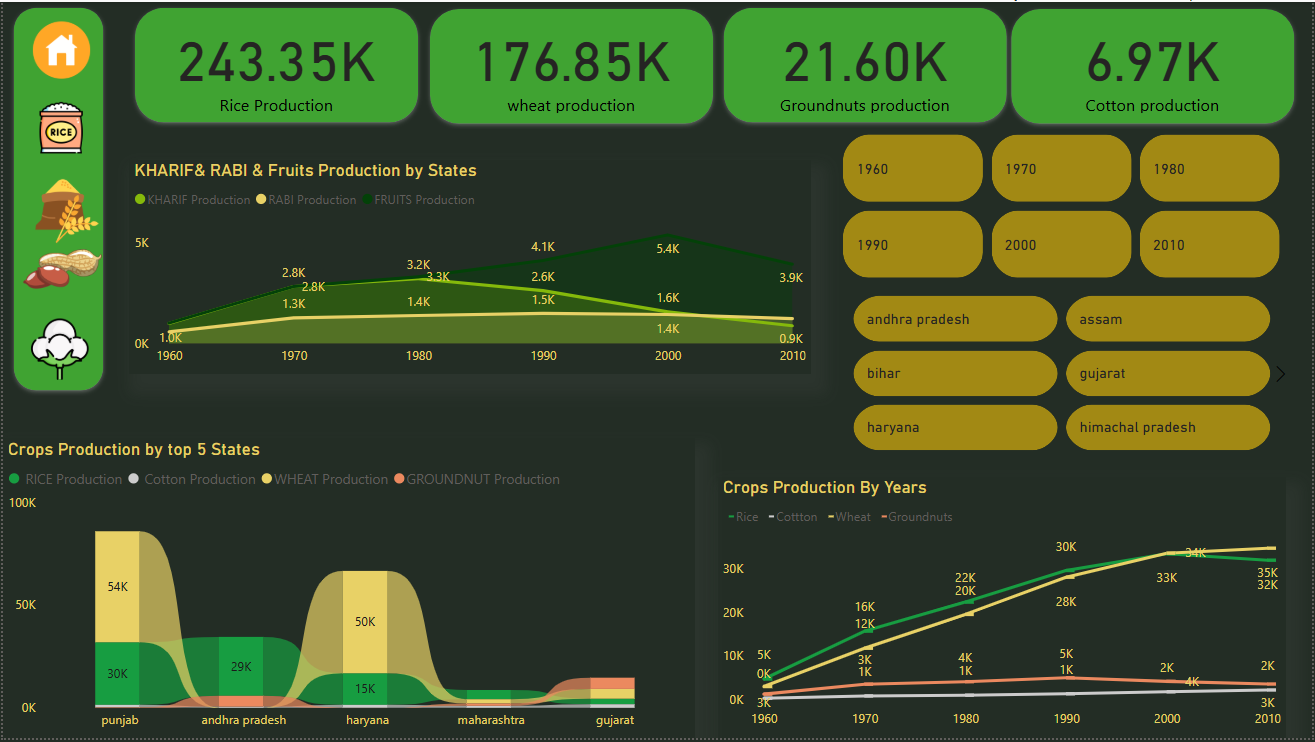 243.35K
Rice Production
176.85K
wheat production
21.60K
Groundnuts production
6.97K
Cotton production
RICE
KHARIF& RABI & Fruits Production by States
KHARIF Production RABI Production FRUITS Production
5K
0K
1.0K
2.8K
2.8K
1.3K
3.2K
3.3K
1.4K
4.1K
2.6K
1.5K
5.4K
1.6K
1.4K
3.9K
0.9K
1960 1970 1980 1990 2000 2010
1960 1970 1980
1990 2000 2010
andhra pradesh assam
bihar gujarat
haryana himachal pradesh
Crops Production by top 5 States
RICE Production Cotton Production WHEAT Production GROUNDNUT Production
100K
50K
0K
54K
30K
29K
50K
15K
punjab andhra pradesh haryana maharashtra gujarat
Crops Production By Years
Rice Cottton Wheat Groundnuts
30K
20K
10K
0K
5K
0K
3K
16K
12K
3K
1K
22K
20K
4K
1K
30K
28K
5K
1K
34K
33K
2K
4K
35K
32K
2K
3K
1960 1970 1980 1990 2000 2010